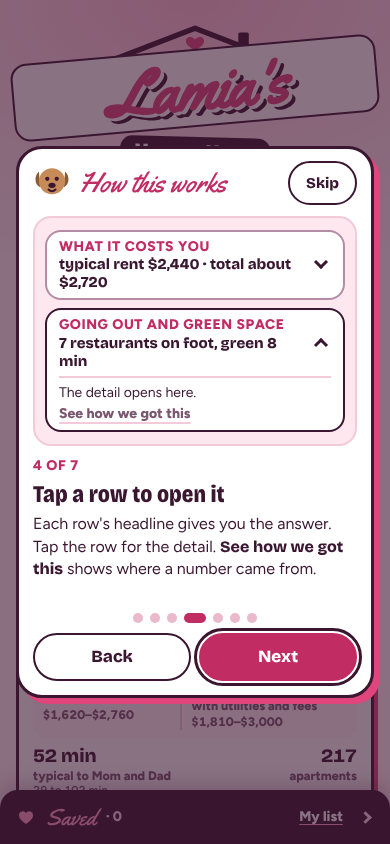 Lamia's
How this works
Skip
WHAT IT COSTS YOU
typical rent $2,440 · total about
$2,720
GOING OUT AND GREEN SPACE
7 restaurants on foot, green 8
min
The detail opens here.
See how we got this
4 OF 7
Tap a row to open it
Each row's headline gives you the answer.
Tap the row for the detail. See how we got
this shows where a number came from.
Back
Next
with utilities and fees
$1,620–$2,760
$1,810–$3,000
52 min
217
typical to Mom and Dad
apartments
Saved · 0
My list